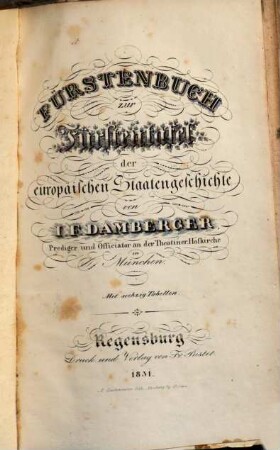 FÜRSTENBUCH
zur
Fürstentafel
der
europäischen Staatengeschichte
von
I.F. DAMBERGER
Prediger und Officiator an der Theatiner Hofkirche
in
München.
Mit sechzig Tabellen.
Regensburg
Druck und Verlag von Fr. Pustet
1831.